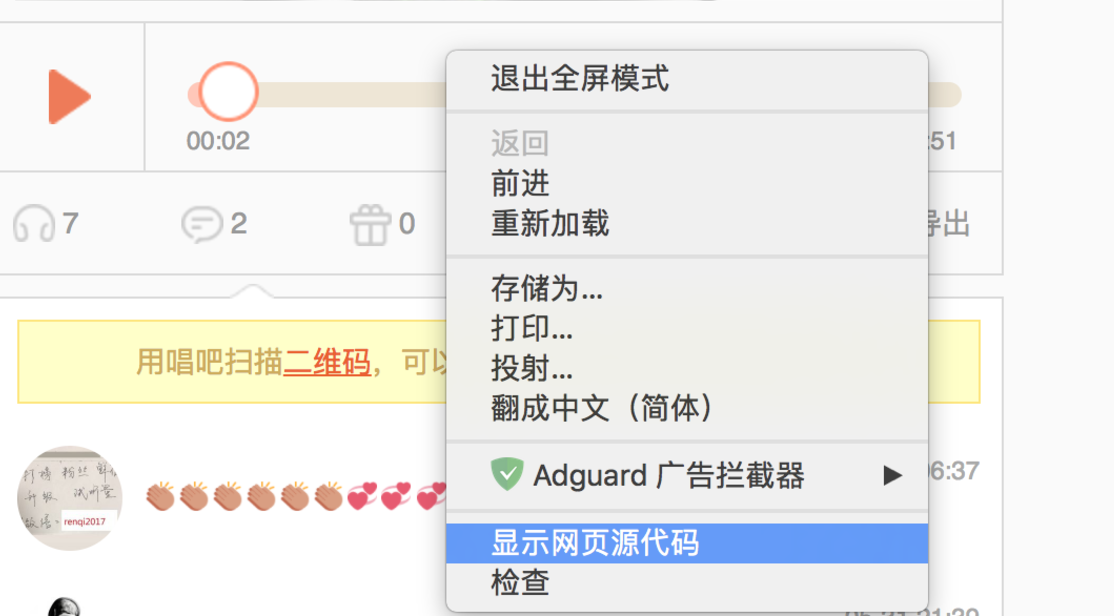 退出全屏模式
00:02
:51
返回
前进
重新加载
7
2
0
导出
存储为...
打印...
投射...
翻成中文（简体）
用唱吧扫描二维码，可以
Adguard 广告拦截器
6:37
renqi2017
显示网页源代码
检查